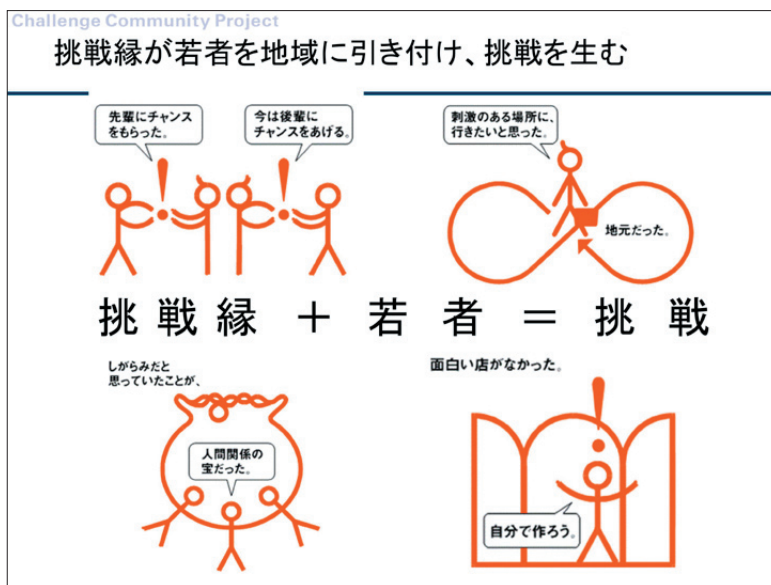 Challenge Community Project
挑戦縁が若者を地域に引き付け、挑戦を生む
先輩にチャンス
をもらった。
今は後輩に
チャンスをあげる。
刺激のある場所に、
行きたいと思った。
地元だった。
挑戦縁 + 若者 = 挑戦
しがらみだと
思っていたことが、
人間関係の
宝だった。
面白い店がなかった。
自分で作ろう。